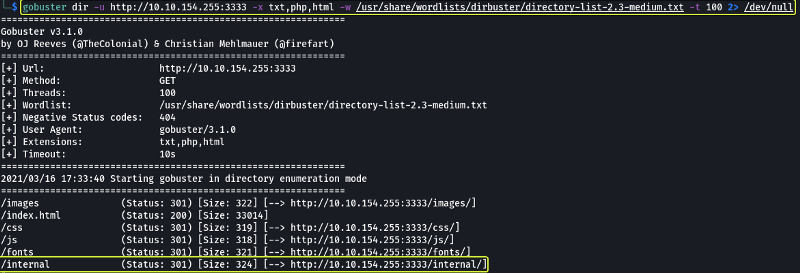 └─$ gobuster dir -u http://10.10.154.255:3333 -x txt,php,html -w /usr/share/wordlists/dirbuster/directory-list-2.3-medium.txt -t 100 2> /dev/null
===============================================================
Gobuster v3.1.0
by OJ Reeves (@TheColonial) & Christian Mehlmauer (@firefart)
===============================================================
[+] Url:                     http://10.10.154.255:3333
[+] Method:                  GET
[+] Threads:                 100
[+] Wordlist:                /usr/share/wordlists/dirbuster/directory-list-2.3-medium.txt
[+] Negative Status codes:   404
[+] User Agent:              gobuster/3.1.0
[+] Extensions:              txt,php,html
[+] Timeout:                 10s
===============================================================
2021/03/16 17:33:40 Starting gobuster in directory enumeration mode
===============================================================
/images               (Status: 301) [Size: 322] [--> http://10.10.154.255:3333/images/]
/index.html           (Status: 200) [Size: 33014]
/css                  (Status: 301) [Size: 319] [--> http://10.10.154.255:3333/css/]
/js                   (Status: 301) [Size: 318] [--> http://10.10.154.255:3333/js/]
/fonts                (Status: 301) [Size: 321] [--> http://10.10.154.255:3333/fonts/]
/internal             (Status: 301) [Size: 324] [--> http://10.10.154.255:3333/internal/]